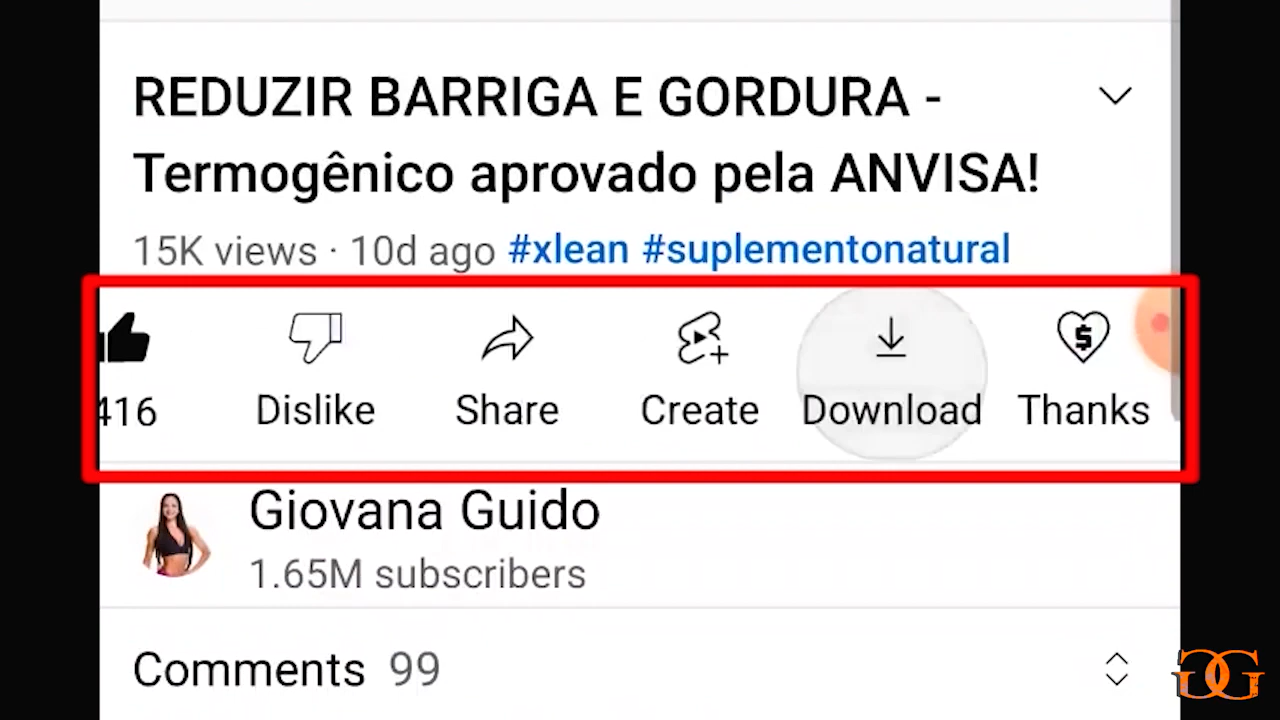 REDUZIR BARRIGA E GORDURA -
Termogênico aprovado pela ANVISA!
15K views · 10d ago #xlean #suplementonatural
416 Dislike Share Create Download Thanks
Giovana Guido
1.65M subscribers
Comments 99
GG